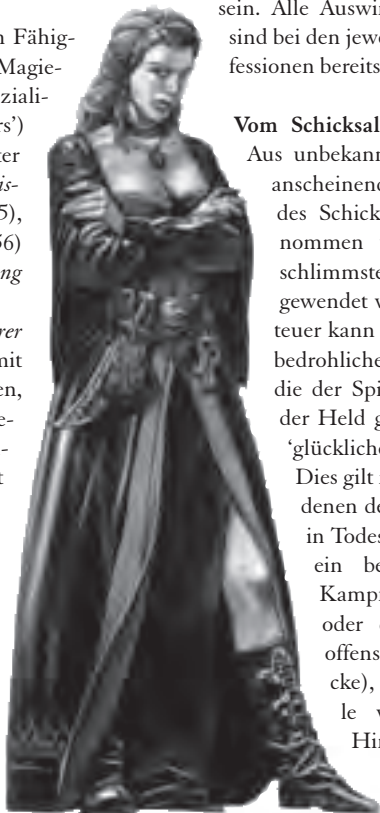 n Fähig-
Magie-
ziali-
rs')
ter
is-
5),
56)
ng
rer
mit
en,
e-
-
t
sein. Alle Auswir
sind bei den jewe
fessionen bereits
Vom Schicksal
Aus unbekann
anscheinend
des Schick
nommen
schlimmste
gewendet w
teuer kann
bedrohliche
die der Spi
der Held g
'glückliche
Dies gilt
denen de
in Todes
ein be
Kampf
oder
offens
cke),
le v
Hin